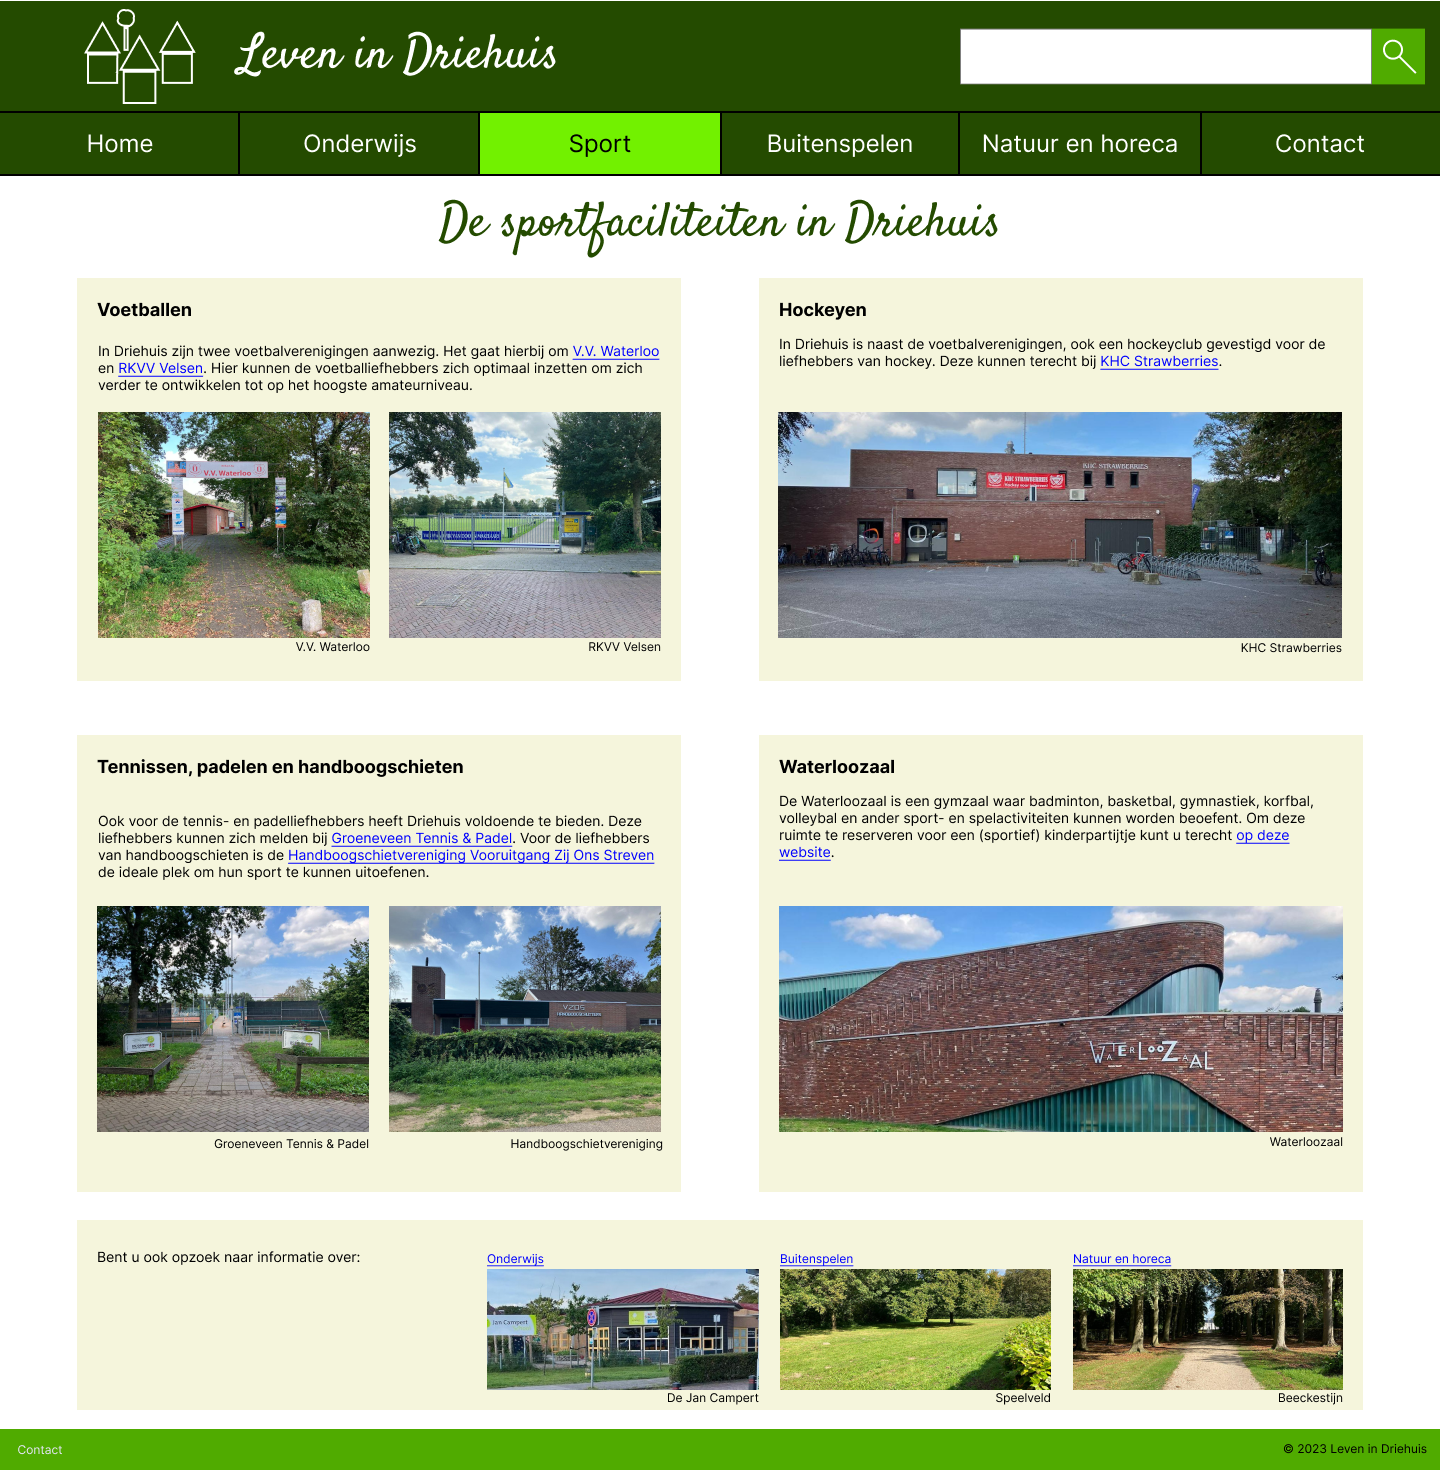 Leven in Driehuis
Home
Onderwijs
Sport
Buitenspelen
Natuur en horeca
Contact
De sportfaciliteiten in Driehuis
Voetballen
In Driehuis zijn twee voetbalverenigingen aanwezig. Het gaat hierbij om V.V. Waterloo
en RKVV Velsen. Hier kunnen de voetballiefhebbers zich optimaal inzetten om zich
verder te ontwikkelen tot op het hoogste amateurniveau.
V.V. Waterloo
V.V. Waterloo
RKVV Velsen
Hockeyen
In Driehuis is naast de voetbalverenigingen, ook een hockeyclub gevestigd voor de
liefhebbers van hockey. Deze kunnen terecht bij KHC Strawberries.
KHC STRAWBERRIES
KHC STRAWBERRIES
KHC Strawberries
Tennissen, padelen en handboogschieten
Ook voor de tennis- en padelliefhebbers heeft Driehuis voldoende te bieden. Deze
liefhebbers kunnen zich melden bij Groeneveen Tennis & Padel. Voor de liefhebbers
van handboogschieten is de Handboogschietvereniging Vooruitgang Zij Ons Streven
de ideale plek om hun sport te kunnen uitoefenen.
VZOS
HANDBOOGSCHUTTERS
Groeneveen Tennis & Padel
Handboogschietvereniging
Waterloozaal
De Waterloozaal is een gymzaal waar badminton, basketbal, gymnastiek, korfbal,
volleybal en ander sport- en spelactiviteiten kunnen worden beoefent. Om deze
ruimte te reserveren voor een (sportief) kinderpartijtje kunt u terecht op deze
website.
WATERLOOZAAL
Waterloozaal
Bent u ook opzoek naar informatie over:
Onderwijs
Jan Campert
De Jan Campert
Buitenspelen
Speelveld
Natuur en horeca
Beeckestijn
Contact
© 2023 Leven in Driehuis